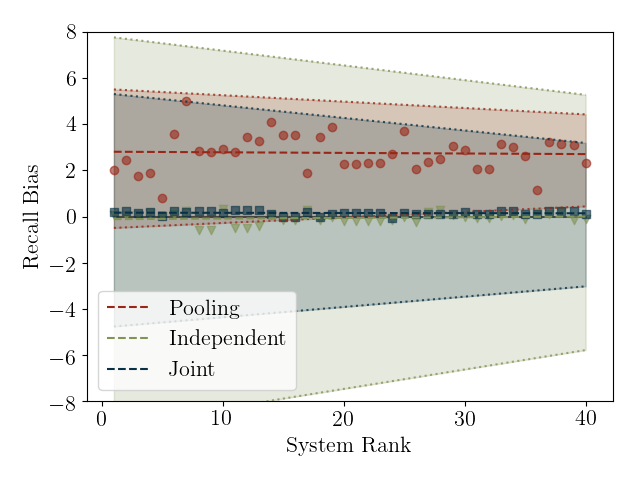 8
6
4
2
0
−2
−4
−6
−8
Recall Bias
Pooling
Independent
Joint
0
10
20
30
40
System Rank